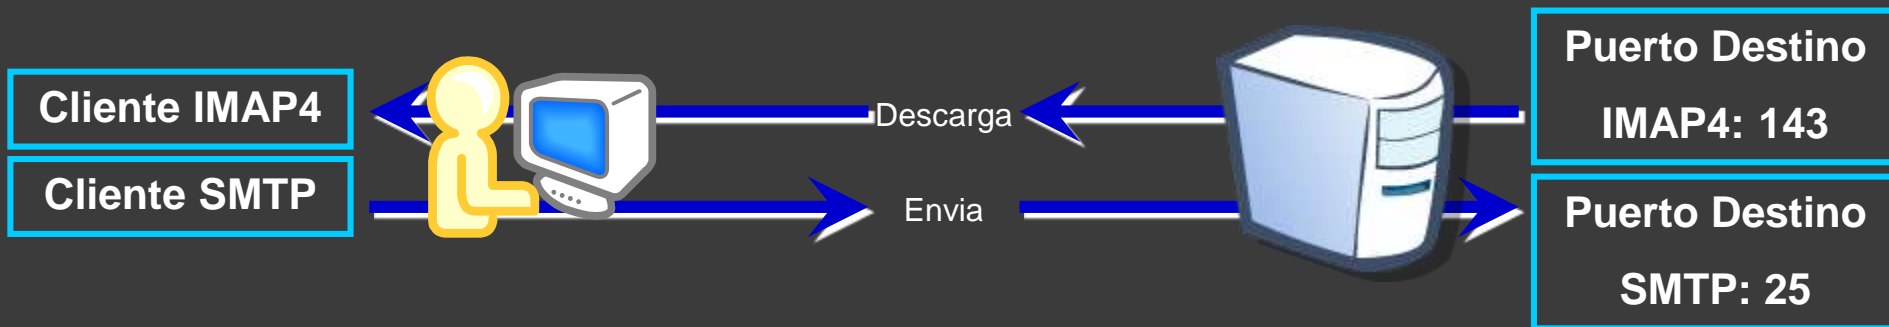 Cliente IMAP4
Cliente SMTP
Descarga
Envia
Puerto Destino
IMAP4: 143
Puerto Destino
SMTP: 25